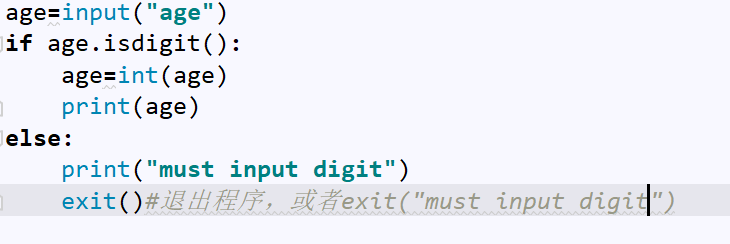 age=input("age")
if age.isdigit():
    age=int(age)
    print(age)
else:
    print("must input digit")
    exit()#退出程序，或者exit("must input digit")